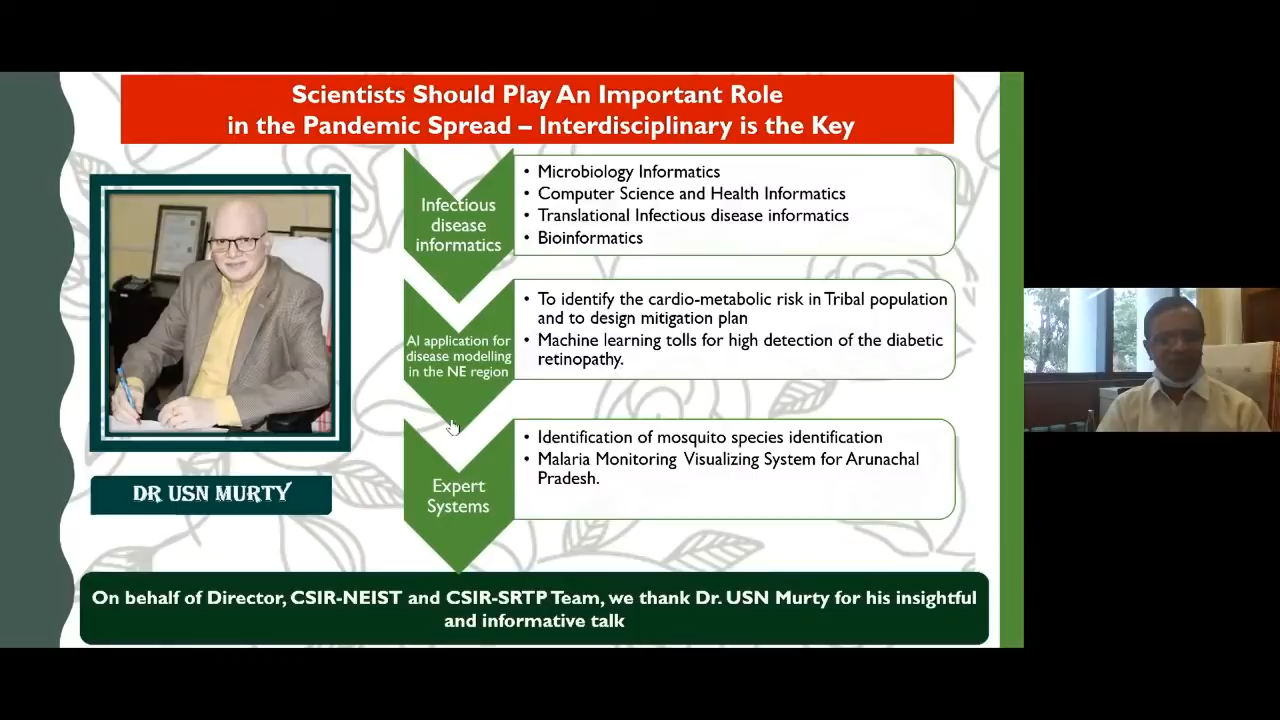 Scientists Should Play An Important Role
in the Pandemic Spread – Interdisciplinary is the Key
Infectious
disease
informatics
• Microbiology Informatics
• Computer Science and Health Informatics
• Translational Infectious disease informatics
• Bioinformatics
AI application for
disease modelling
in the NE region
• To identify the cardio-metabolic risk in Tribal population
and to design mitigation plan
• Machine learning tolls for high detection of the diabetic
retinopathy.
Expert
Systems
• Identification of mosquito species identification
• Malaria Monitoring Visualizing System for Arunachal
Pradesh.
DR USN MURTY
On behalf of Director, CSIR-NEIST and CSIR-SRTP Team, we thank Dr. USN Murty for his insightful
and informative talk